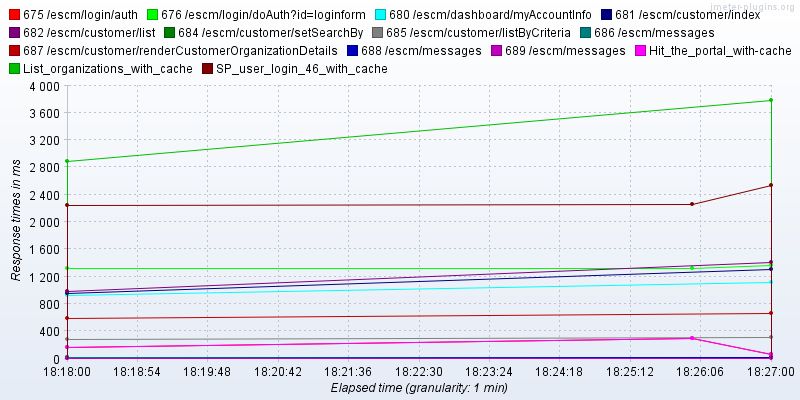 jmeter-plugins.org
675 /escm/login/auth 676 /escm/login/doAuth?id=loginform 680 /escm/dashboard/myAccountInfo 681 /escm/customer/index
682 /escm/customer/list 684 /escm/customer/setSearchBy 685 /escm/customer/listByCriteria 686 /escm/messages
687 /escm/customer/renderCustomerOrganizationDetails 688 /escm/messages 689 /escm/messages Hit_the_portal_with-cache
List_organizations_with_cache SP_user_login_46_with_cache
4 000
3 600
3 200
2 800
2 400
2 000
1 600
1 200
800
400
0
Response times in ms
18:18:00 18:18:54 18:19:48 18:20:42 18:21:36 18:22:30 18:23:24 18:24:18 18:25:12 18:26:06 18:27:00
Elapsed time (granularity: 1 min)